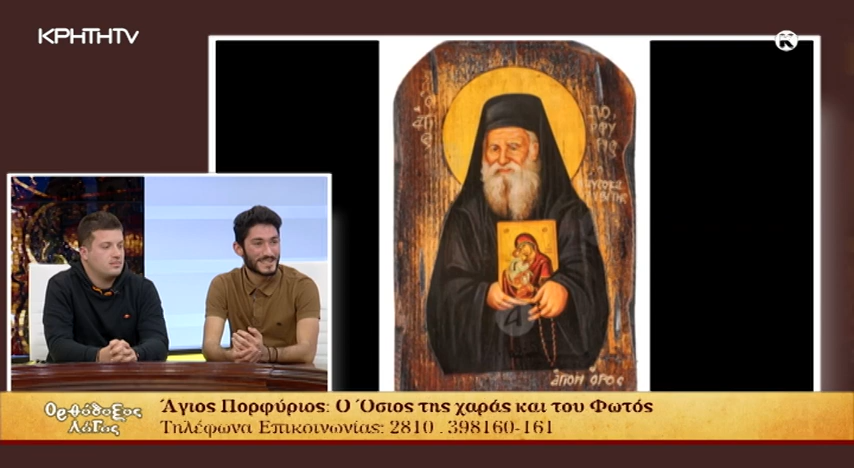 ΚΡΗΤΗTV
Κ
ΑΓΙΟΝ ΟΡΟΣ
Ορθόδοξος
Λόγος
Άγιος Πορφύριος: Ο Όσιος της χαράς και του Φωτός
Τηλέφωνα Επικοινωνίας: 2810 . 398160-161